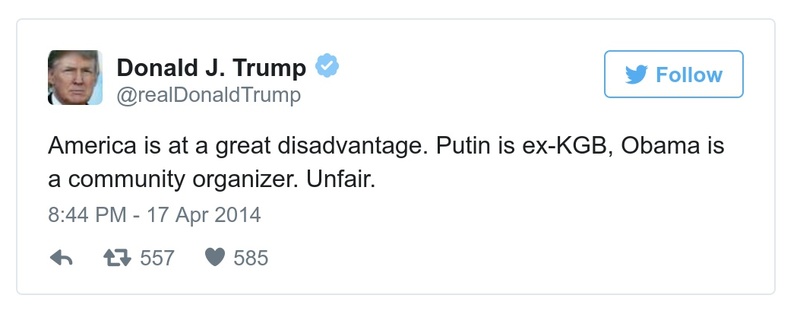 Donald J. Trump
@realDonaldTrump
Follow
America is at a great disadvantage. Putin is ex-KGB, Obama is
a community organizer. Unfair.
8:44 PM - 17 Apr 2014
557 585